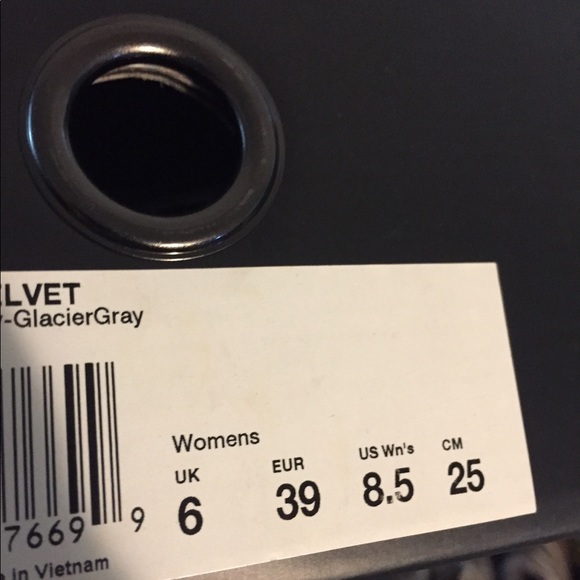 ELVET
-GlacierGray
Womens
UK EUR US Wn's CM
6 39 8.5 25
7669 9
in Vietnam